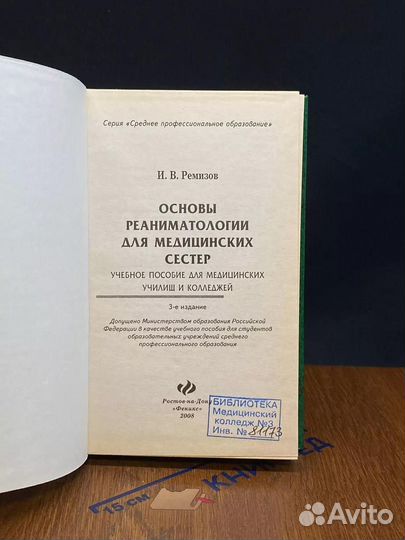 Серия «Среднее профессиональное образование»
И. В. Ремизов
ОСНОВЫ
РЕАНИМАТОЛОГИИ
ДЛЯ МЕДИЦИНСКИХ
СЕСТЕР
УЧЕБНОЕ ПОСОБИЕ ДЛЯ МЕДИЦИНСКИХ
УЧИЛИЩ И КОЛЛЕДЖЕЙ
3-е издание
Допущено Министерством образования Российской
Федерации в качестве учебного пособия для студентов
образовательных учреждений среднего
профессионального образования
Ростов-на-Дону
«Феникс»
2008
БИБЛИОТЕКА
Медицинский
колледж №3
Инв. № 81173
15 СМ
Avito